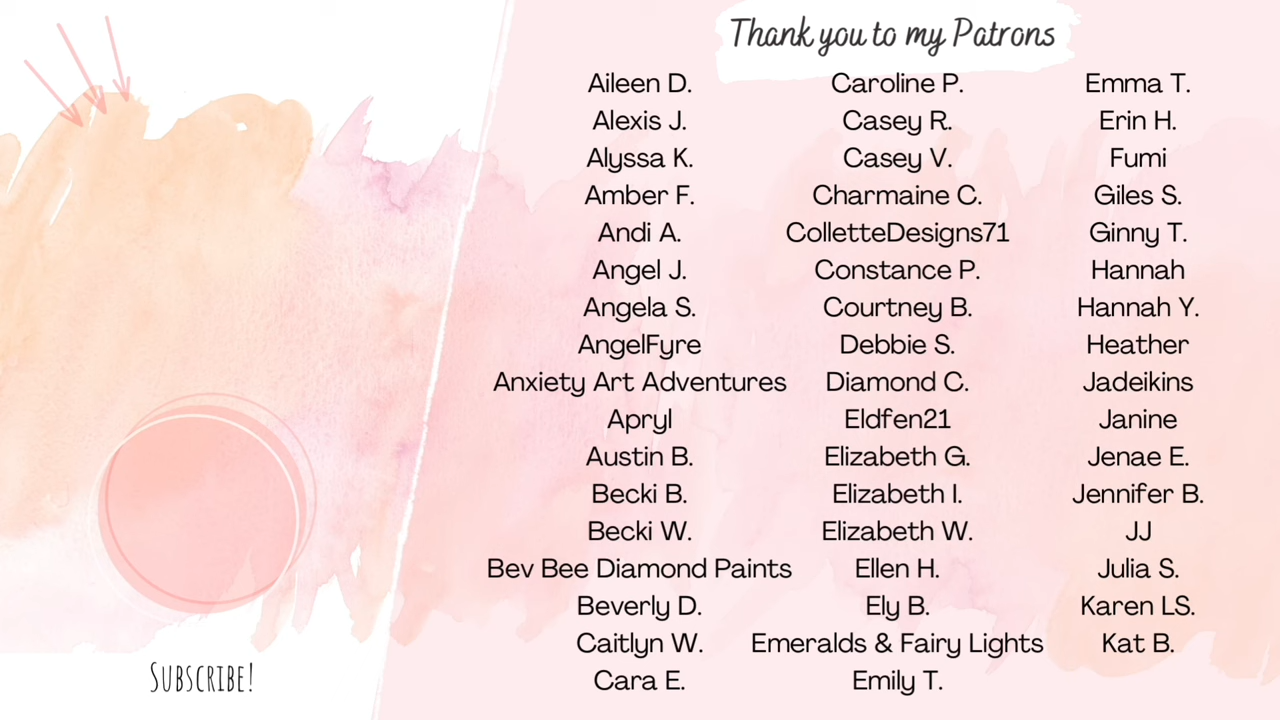 Thank you to my Patrons
Aileen D.
Alexis J.
Alyssa K.
Amber F.
Andi A.
Angel J.
Angela S.
AngelFyre
Anxiety Art Adventures
Apryl
Austin B.
Becki B.
Becki W.
Bev Bee Diamond Paints
Beverly D.
Caitlyn W.
Cara E.
Caroline P.
Casey R.
Casey V.
Charmaine C.
ColletteDesigns71
Constance P.
Courtney B.
Debbie S.
Diamond C.
Eldfen21
Elizabeth G.
Elizabeth I.
Elizabeth W.
Ellen H.
Ely B.
Emeralds & Fairy Lights
Emily T.
Emma T.
Erin H.
Fumi
Giles S.
Ginny T.
Hannah
Hannah Y.
Heather
Jadeikins
Janine
Jenae E.
Jennifer B.
JJ
Julia S.
Karen LS.
Kat B.
Subscribe!